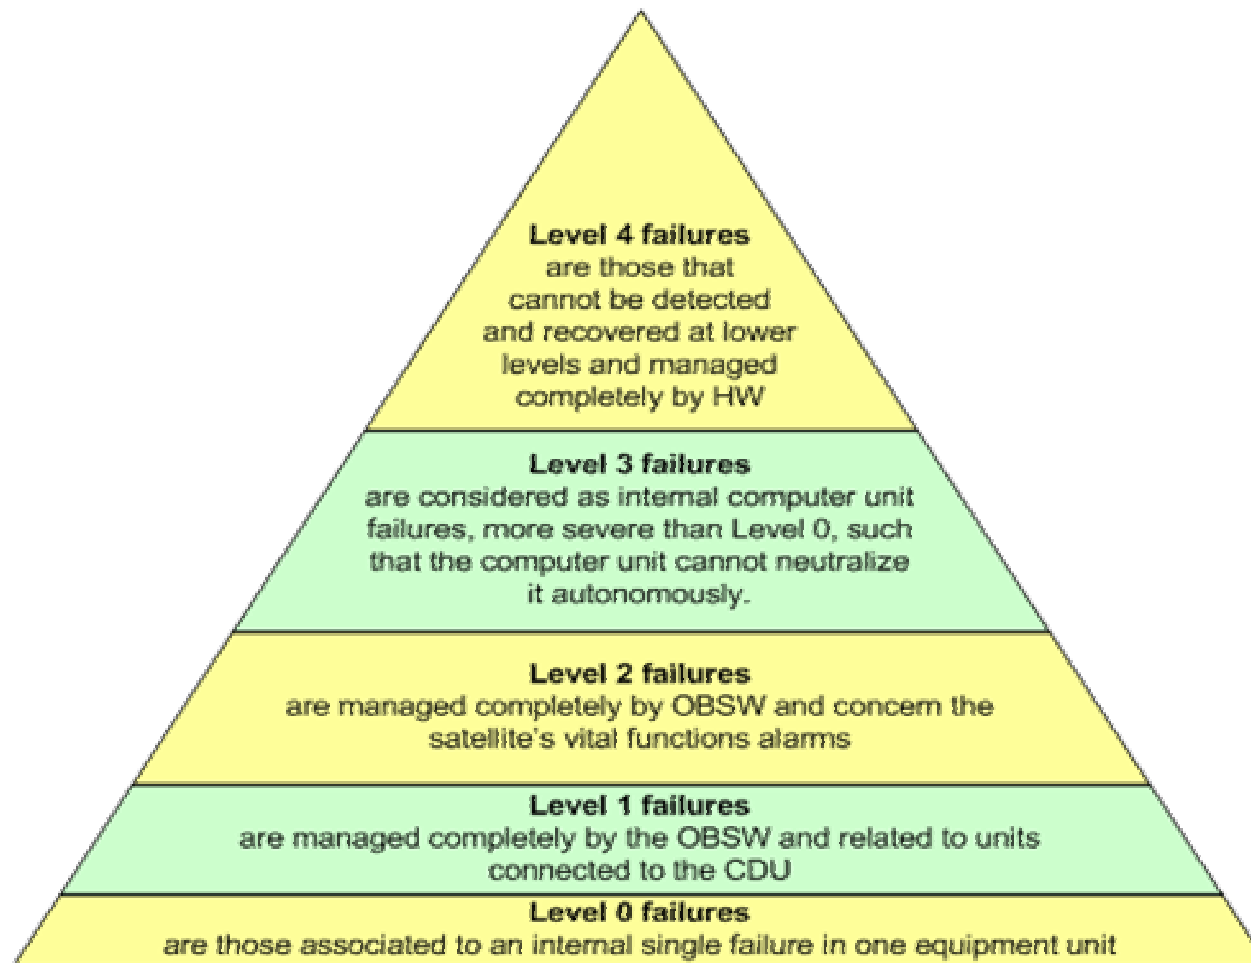 Level 4 failures
are those that
cannot be detected
and recovered at lower
levels and managed
completely by HW
Level 3 failures
are considered as internal computer unit
failures, more severe than Level 0, such
that the computer unit cannot neutralize
it autonomously.
Level 2 failures
are managed completely by OBSW and concern the
satellite's vital functions alarms
Level 1 failures
are managed completely by the OBSW and related to units
connected to the CDU
Level 0 failures
are those associated to an internal single failure in one equipment unit